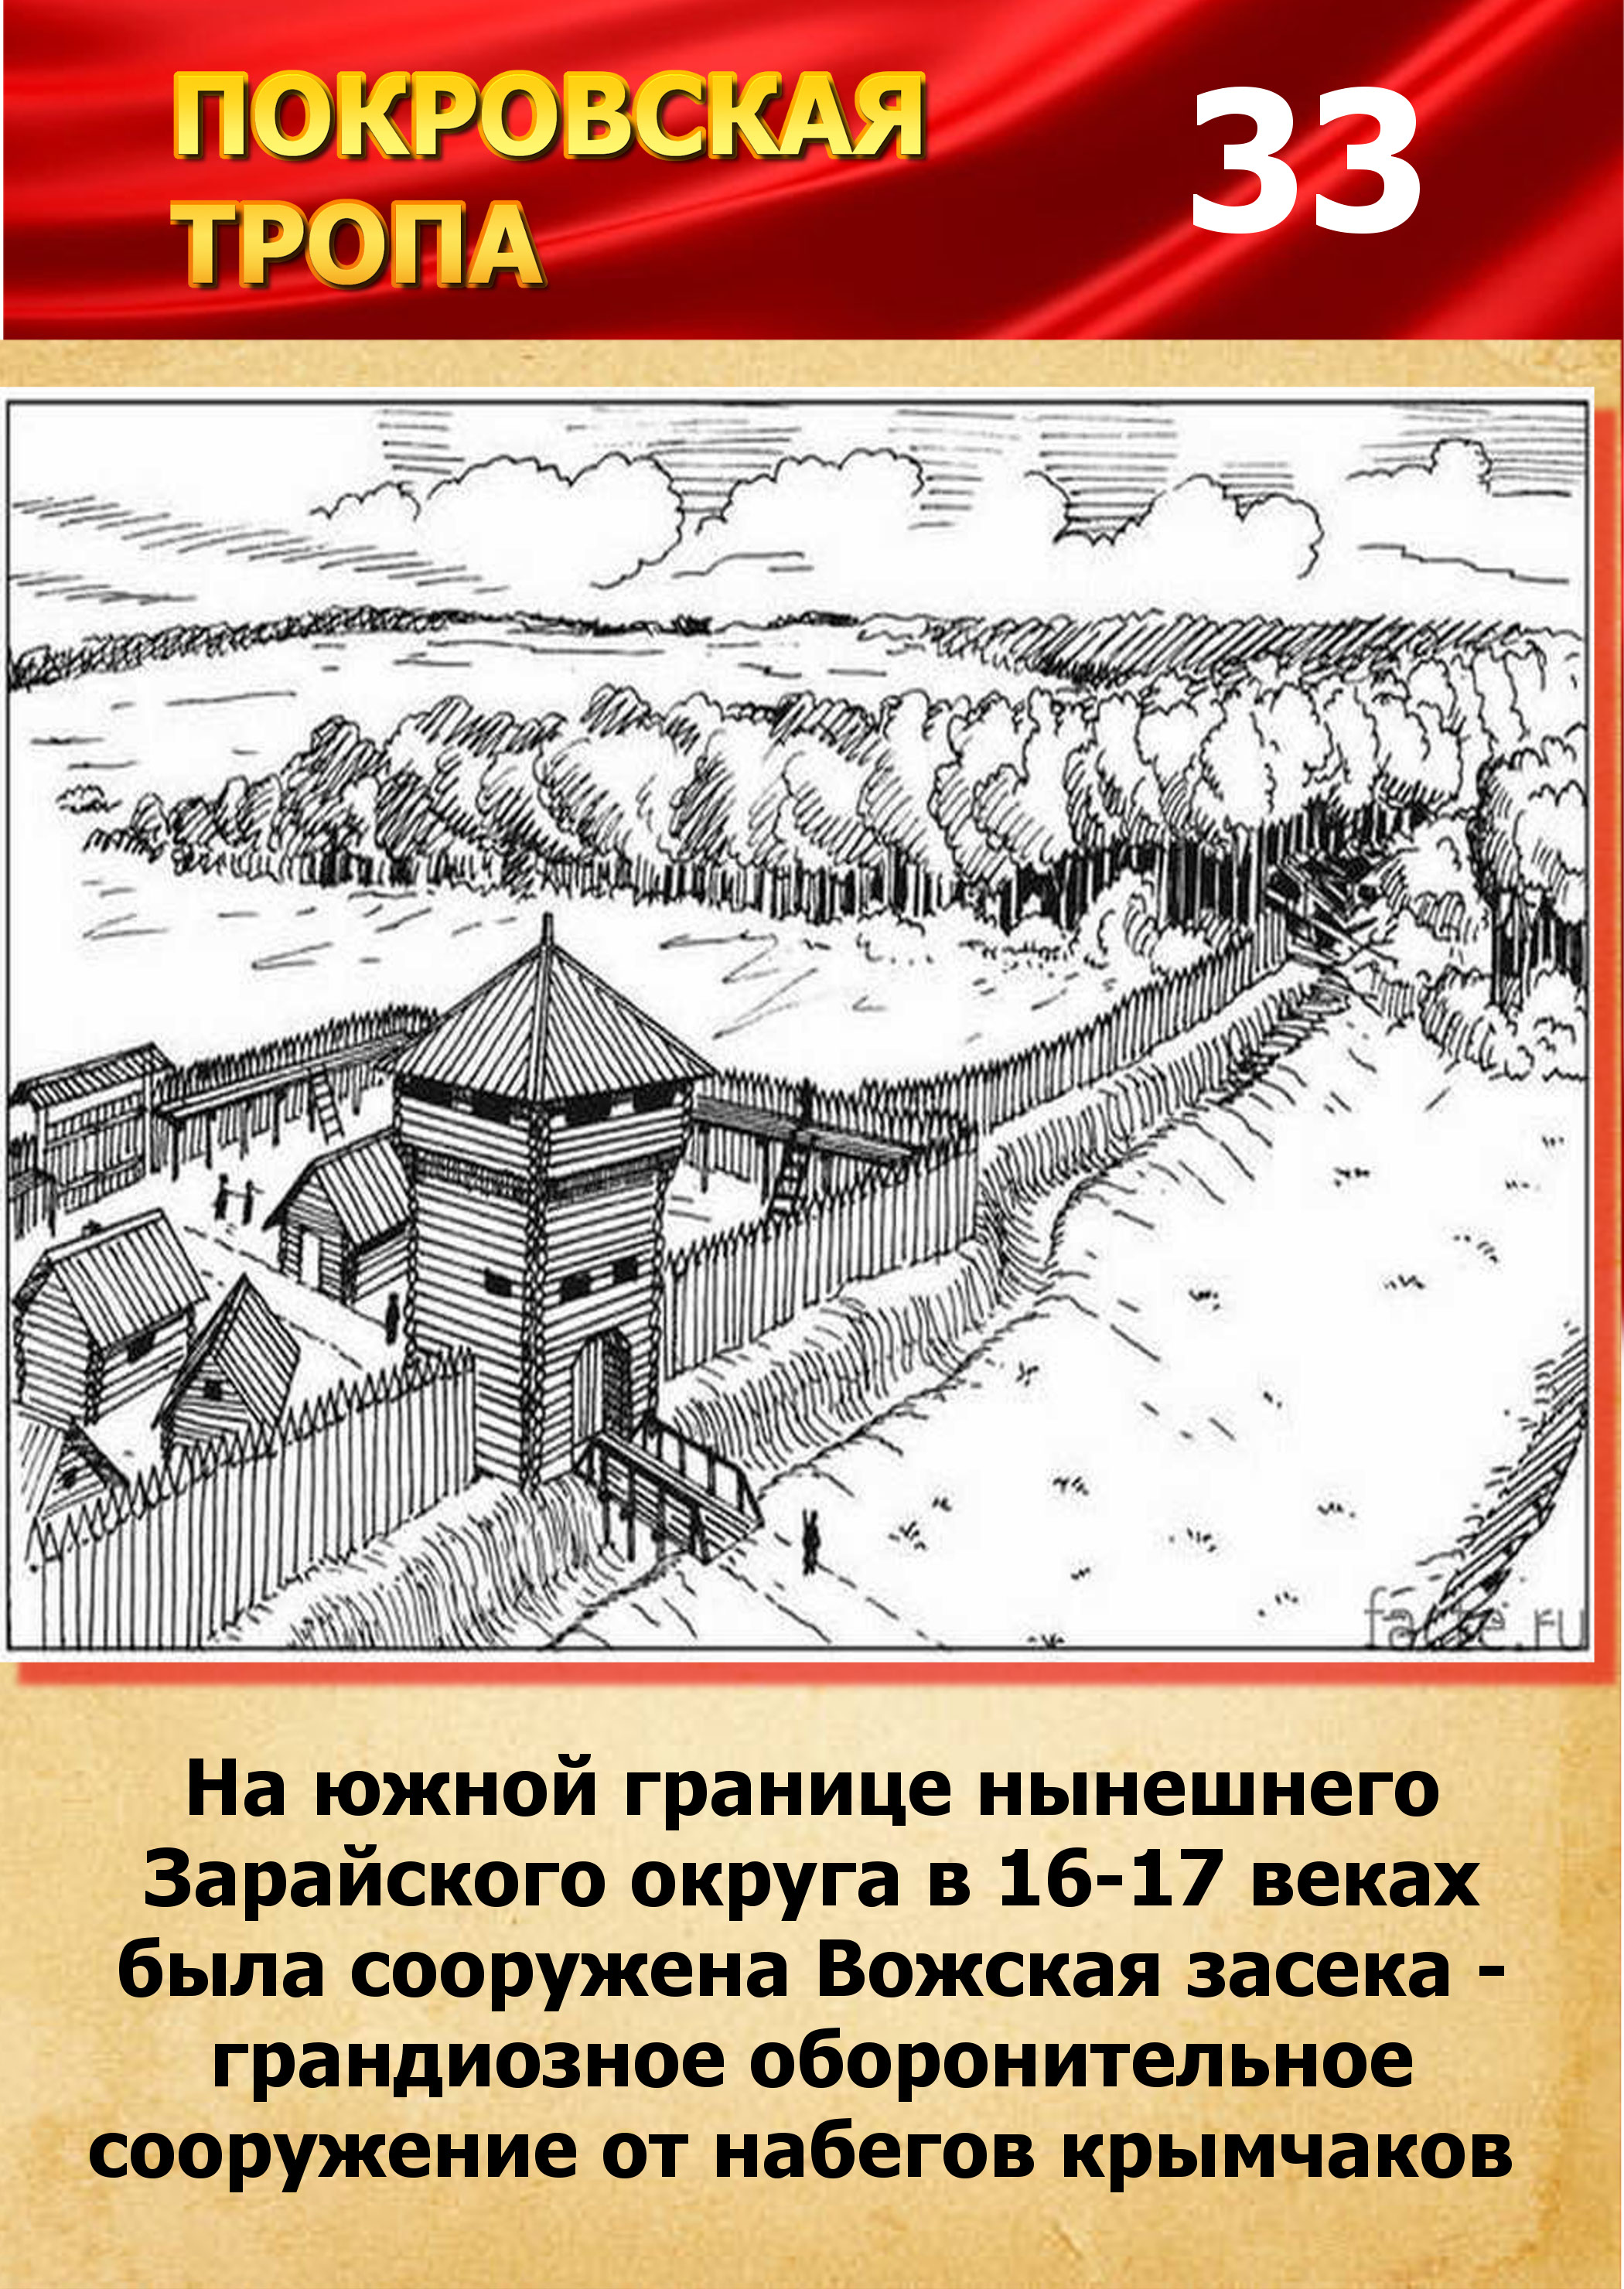 ПОКРОВСКАЯ
ТРОПА
33
На южной границе нынешнего
Зарайского округа в 16-17 веках
была сооружена Вожская засека -
грандиозное оборонительное
сооружение от набегов крымчаков